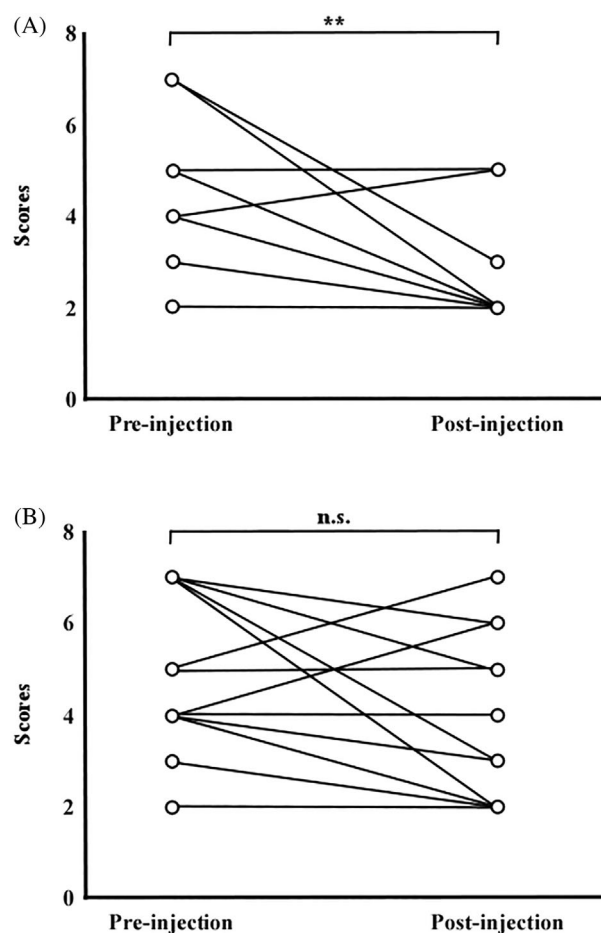 (A)
**
8
6
4
2
0
Scores
Pre-injection
Post-injection
(B)
n.s.
8
6
4
2
0
Scores
Pre-injection
Post-injection